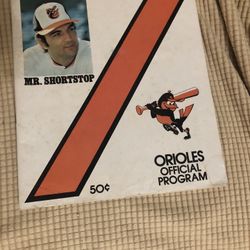 MR. SHORTSTOP
50¢
ORIOLES
OFFICIAL
PROGRAM